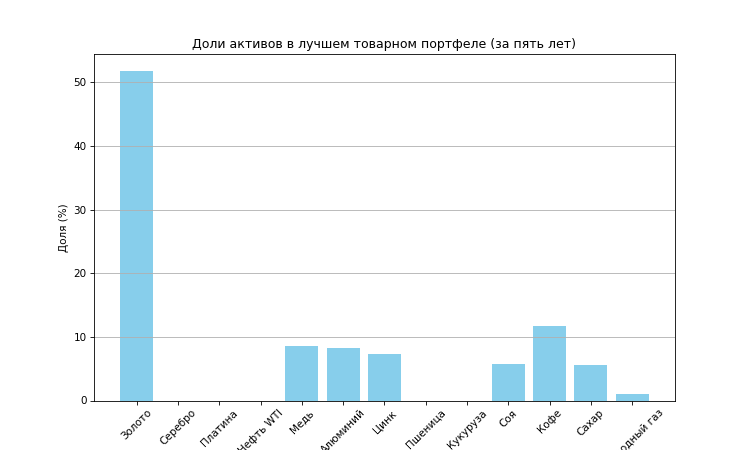 Доли активов в лучшем товарном портфеле (за пять лет)
Доля (%)
50
40
30
20
10
0
Золото
Серебро
Платина
Нефть WTI
Медь
Алюминий
Цинк
Пшеница
Кукуруза
Соя
Кофе
Сахар
газ